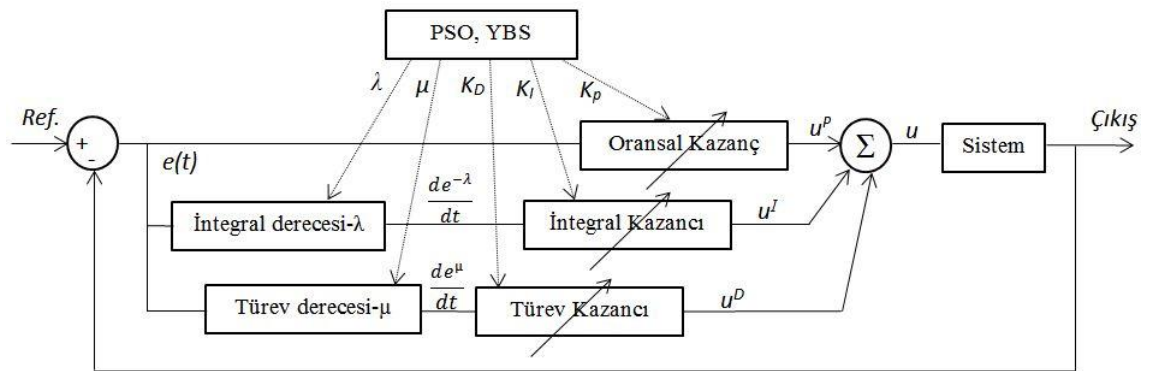 PSO, YBS
λ
μ
K_D
K_I
K_p
Ref.
+
-
e(t)
Oransal Kazanç
u^P
Σ
u
Sistem
Çıkış
İntegral derecesi-λ
de^{-λ}
dt
İntegral Kazancı
u^I
Türev derecesi-μ
de^μ
dt
Türev Kazancı
u^D